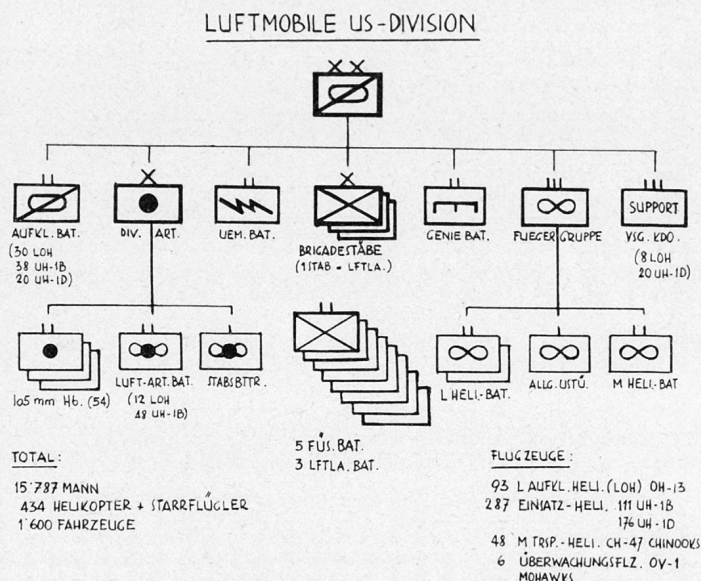 LUFTMOBILE US-DIVISION
AUFKL. BAT.
(30 LOH
38 UH-1B
20 UH-1D)
DIV. ART.
UEM. BAT.
BRIGADESTÄBE
(1 STAB = LFTLA.)
GENIE BAT.
FLIEGER GRUPPE
SUPPORT
VSG. KDO.
(8 LOH
20 UH-1D)
105 mm Hb. (54)
LUFT-ART. BAT.
(12 LOH
48 UH-1B)
STABSBTTR.
5 FÜS. BAT.
3 LFTLA. BAT.
L HELI.-BAT.
ALLG. USTÜ.
M HELI.-BAT
TOTAL:
15'787 MANN
434 HELIKOPTER + STARRFLÜGLER
1'600 FAHRZEUGE
FLUGZEUGE:
93 L AUFKL. HELI. (LOH) OH-13
287 EINSATZ-HELI. 111 UH-1B
176 UH-1D
48 M TRSP.-HELI. CH-47 CHINOOKS
6 ÜBERWACHUNGSFLZ. OV-1
MOHAWKS